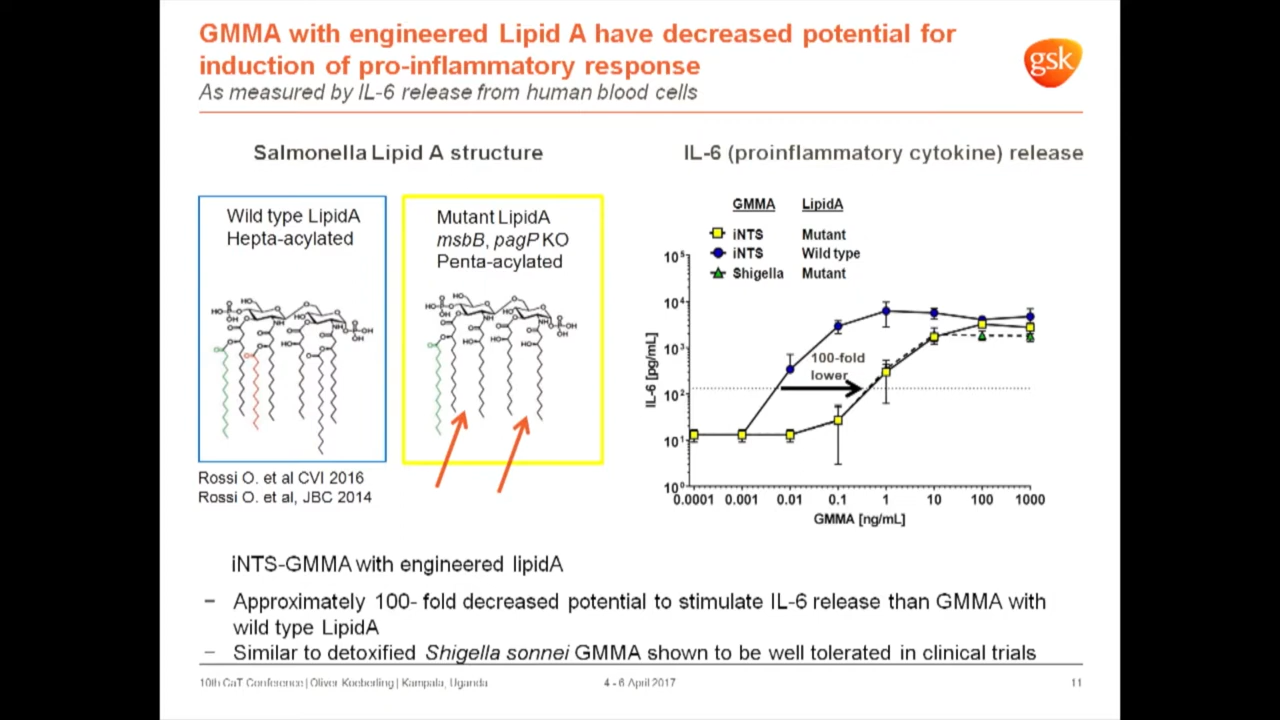 GMMA with engineered Lipid A have decreased potential for
induction of pro-inflammatory response
As measured by IL-6 release from human blood cells
gsk
Salmonella Lipid A structure
Wild type LipidA
Hepta-acylated
Mutant LipidA
msbB, pagP KO
Penta-acylated
Rossi O. et al CVI 2016
Rossi O. et al, JBC 2014
IL-6 (proinflammatory cytokine) release
GMMA LipidA
iNTS Mutant
iNTS Wild type
Shigella Mutant
IL-6 [pg/mL]
10⁵
10⁴
10³
10²
10¹
10⁰
100-fold
lower
0.0001 0.001 0.01 0.1 1 10 100 1000
GMMA [ng/mL]
iNTS-GMMA with engineered lipidA
– Approximately 100- fold decreased potential to stimulate IL-6 release than GMMA with
wild type LipidA
– Similar to detoxified Shigella sonnei GMMA shown to be well tolerated in clinical trials
10th CaT Conference | Oliver Koeberling | Kampala, Uganda
4 - 6 April 2017
11